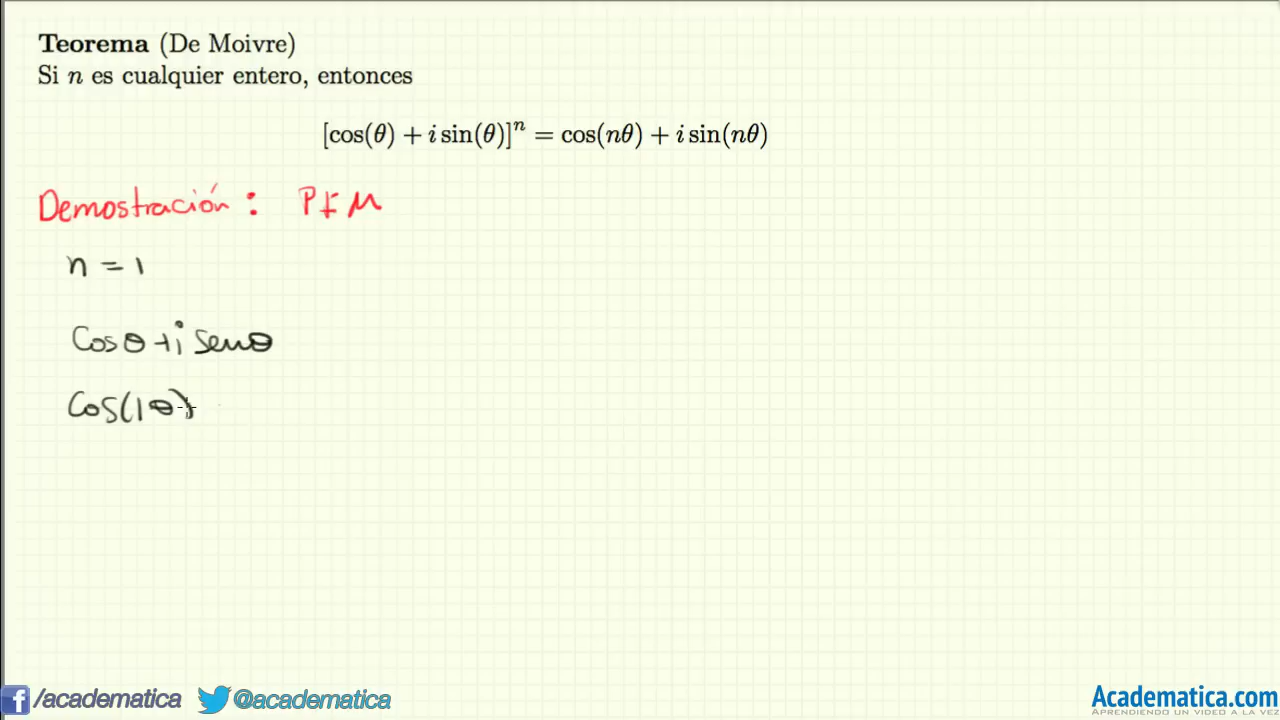 Teorema (De Moivre)
Si n es cualquier entero, entonces
[cos(θ) + i sin(θ)]ⁿ = cos(nθ) + i sin(nθ)
Demostración: PIM
n = 1
Cosθ + i senθ
Cos(1θ)
f /academatica @academatica
Academatica.com
APRENDIENDO UN VIDEO A LA VEZ